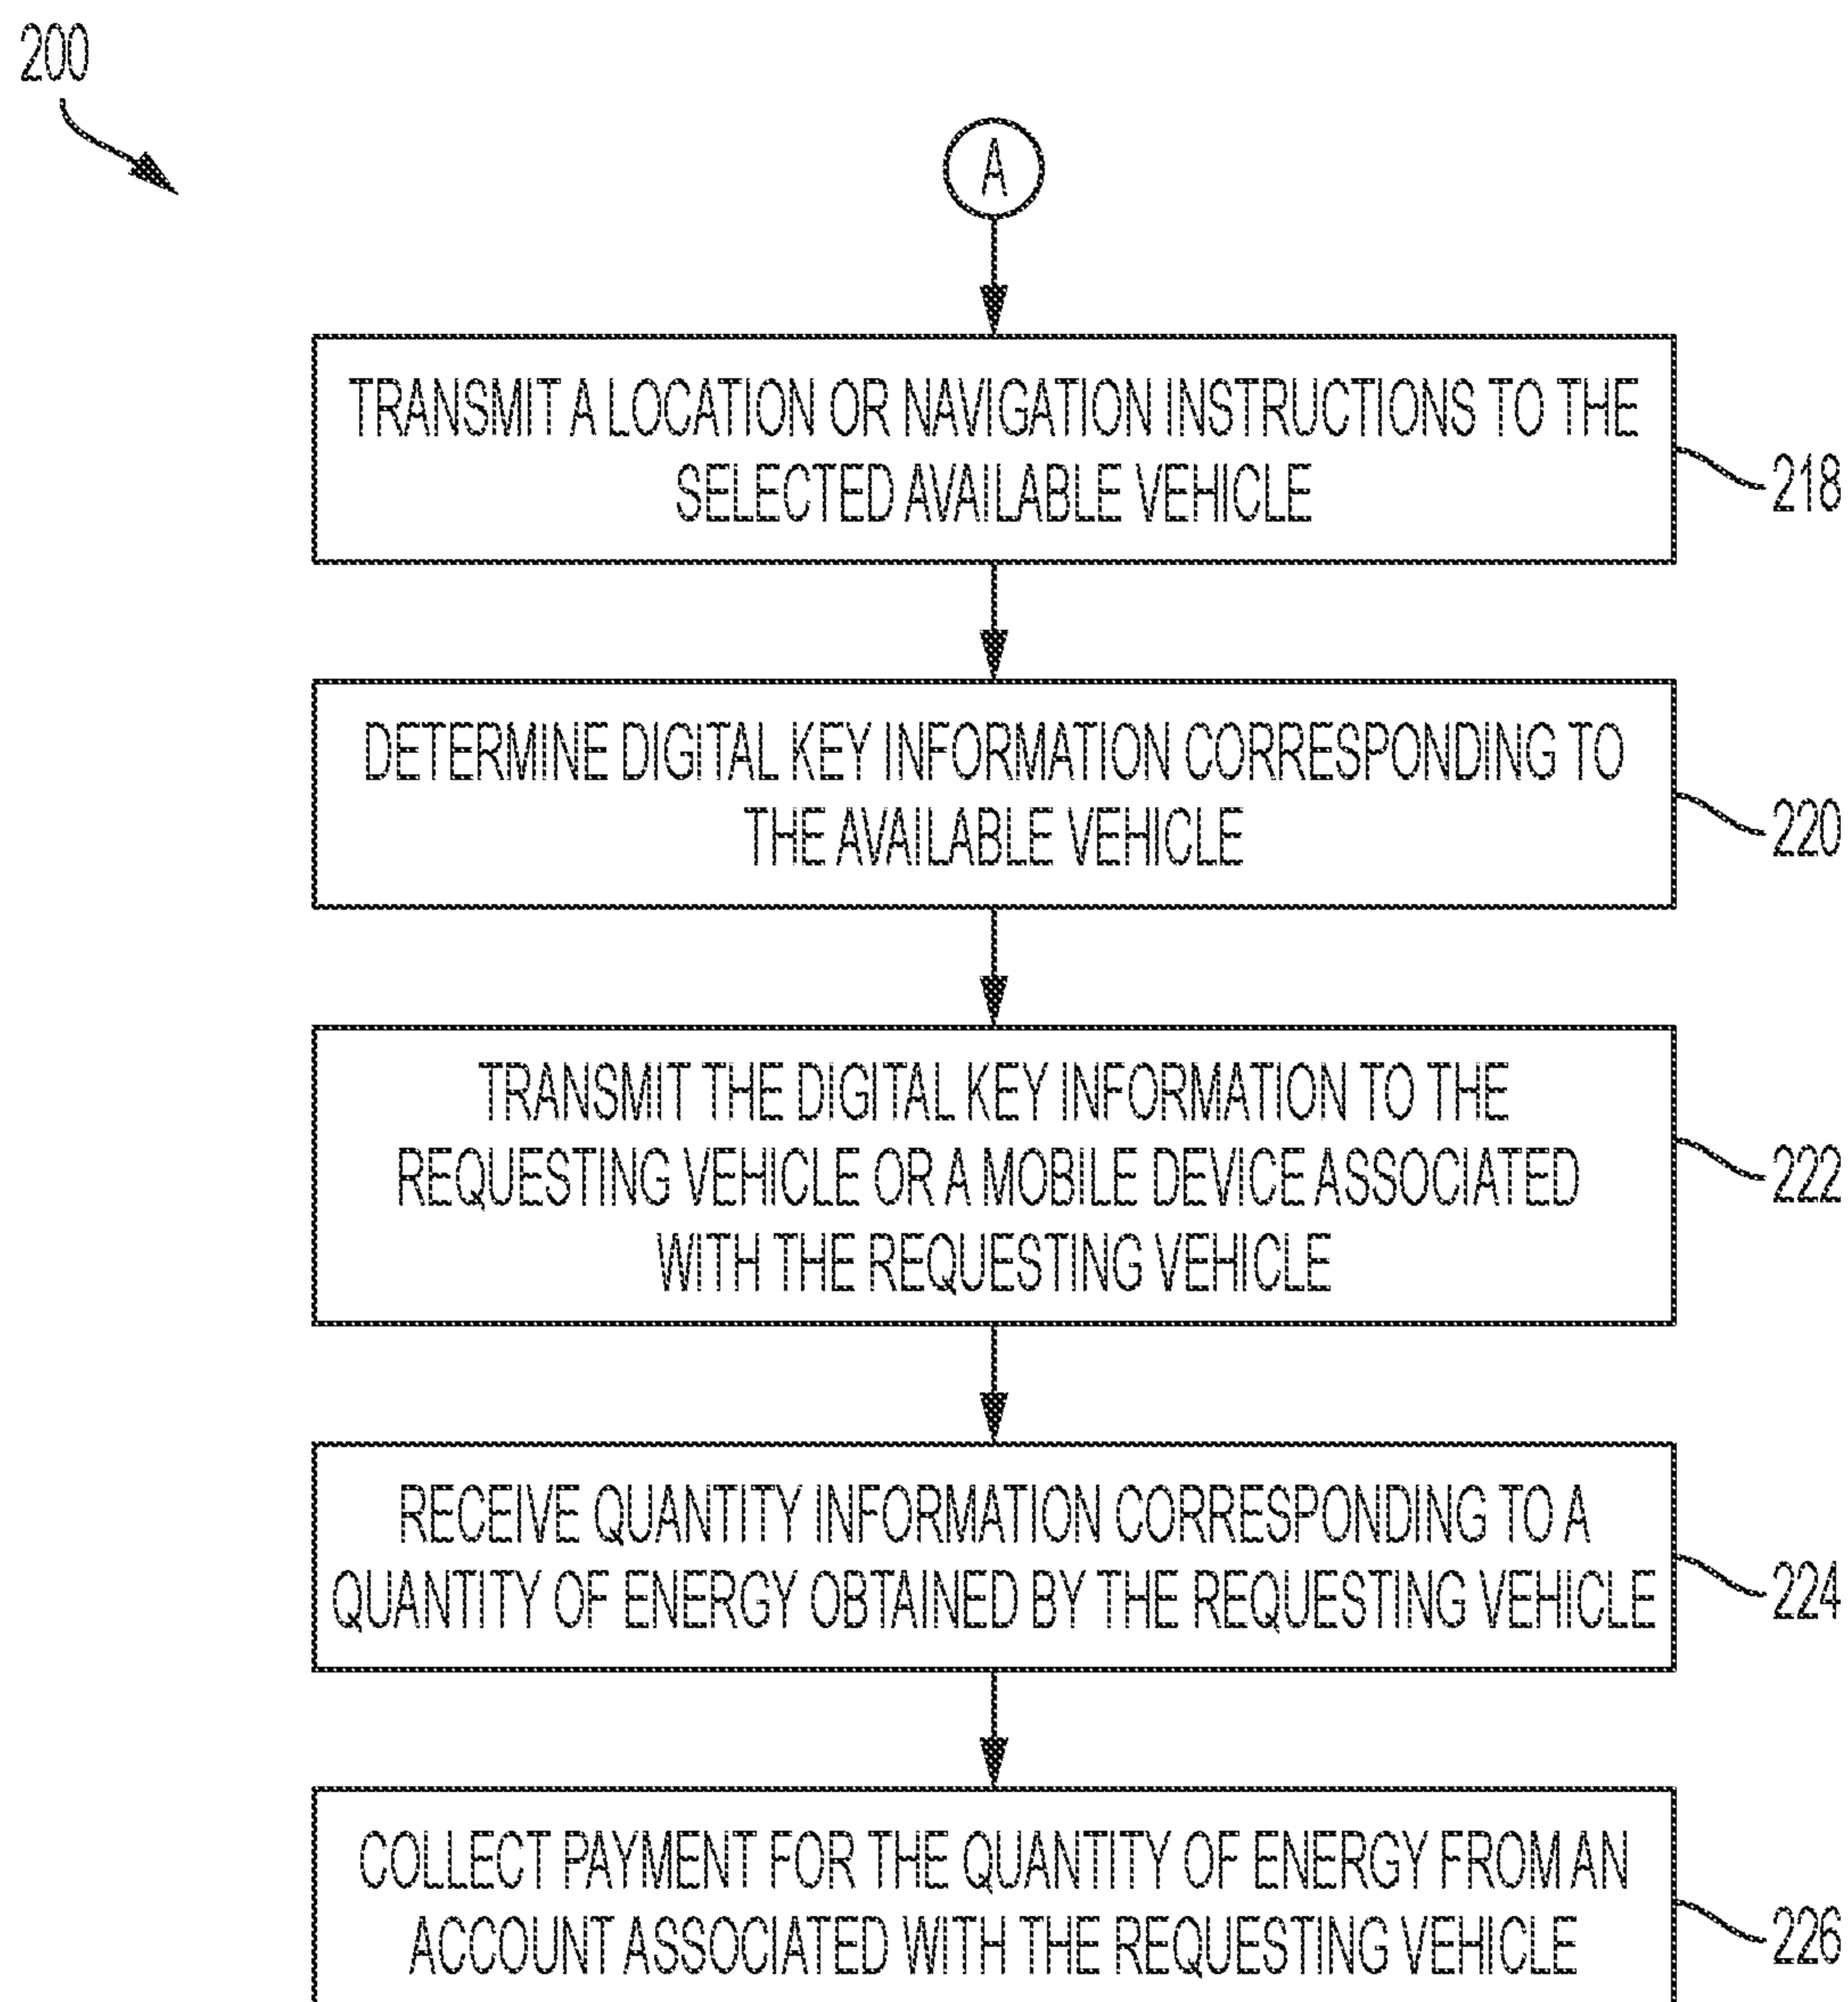 200
A
TRANSMIT A LOCATION OR NAVIGATION INSTRUCTIONS TO THE
SELECTED AVAILABLE VEHICLE
218
DETERMINE DIGITAL KEY INFORMATION CORRESPONDING TO
THE AVAILABLE VEHICLE
220
TRANSMIT THE DIGITAL KEY INFORMATION TO THE
REQUESTING VEHICLE OR A MOBILE DEVICE ASSOCIATED
WITH THE REQUESTING VEHICLE
222
RECEIVE QUANTITY INFORMATION CORRESPONDING TO A
QUANTITY OF ENERGY OBTAINED BY THE REQUESTING VEHICLE
224
COLLECT PAYMENT FOR THE QUANTITY OF ENERGY FROM AN
ACCOUNT ASSOCIATED WITH THE REQUESTING VEHICLE
226